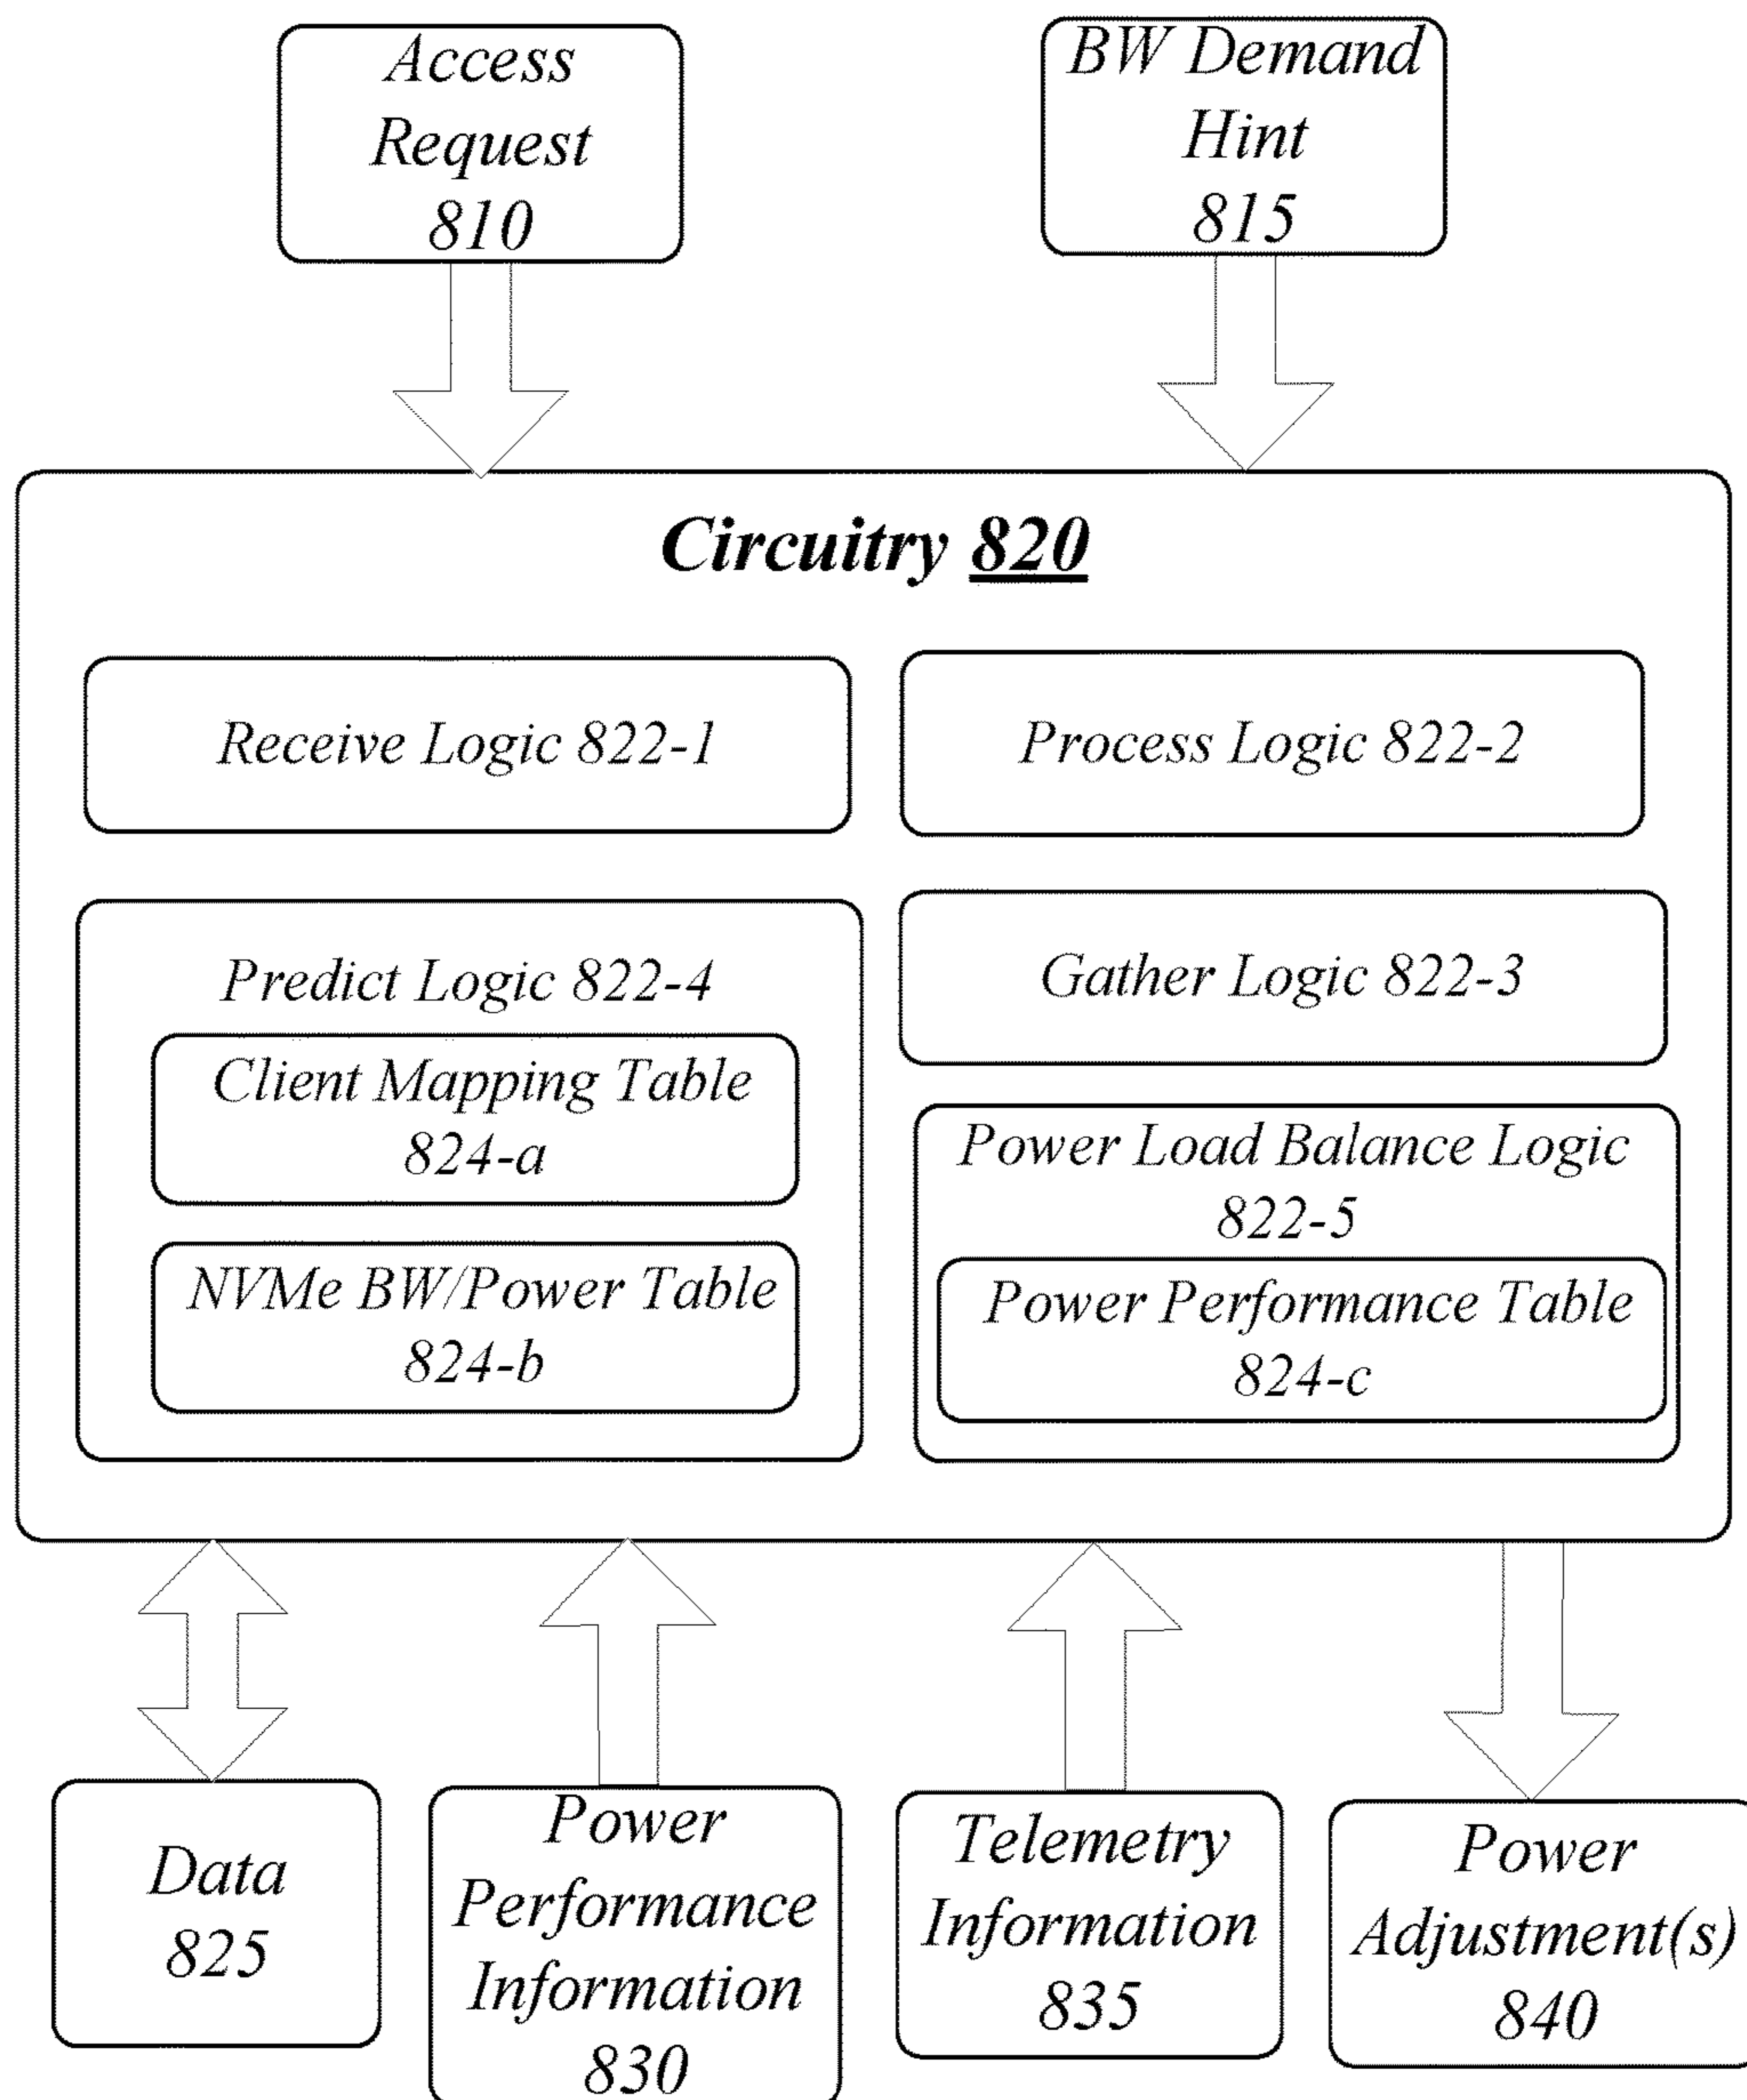 Access
Request
810
BW Demand
Hint
815
Circuitry 820
Receive Logic 822-1
Process Logic 822-2
Predict Logic 822-4
Client Mapping Table
824-a
NVMe BW/Power Table
824-b
Gather Logic 822-3
Power Load Balance Logic
822-5
Power Performance Table
824-c
Data
825
Power
Performance
Information
830
Telemetry
Information
835
Power
Adjustment(s)
840